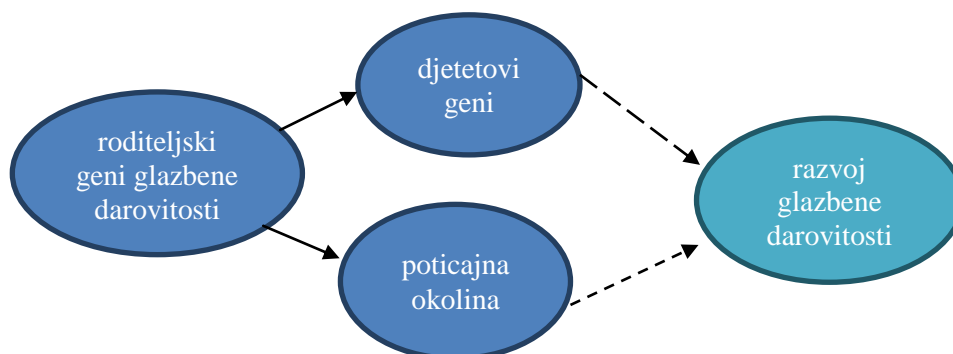 roditeljski
geni glazbene
darovitosti
djetetovi
geni
poticajna
okolina
razvoj
glazbene
darovitosti